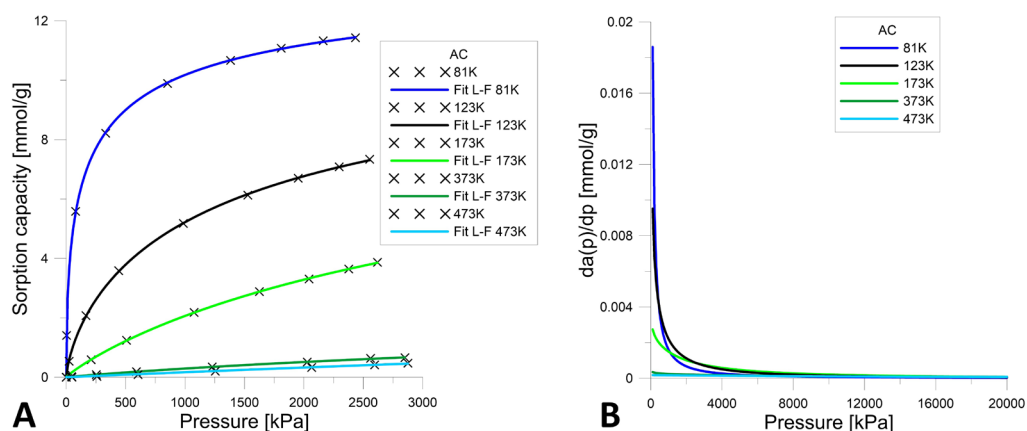 12
8
4
0
Sorption capacity [mmol/g]
0
500
1000
1500
2000
2500
3000
Pressure [kPa]
AC
81K
Fit L-F 81K
123K
Fit L-F 123K
173K
Fit L-F 173K
373K
Fit L-F 373K
473K
Fit L-F 473K
A
0.02
0.016
0.012
0.008
0.004
0
da(p)/dp [mmol/g]
0
4000
8000
12000
16000
20000
Pressure [kPa]
AC
81K
123K
173K
373K
473K
B